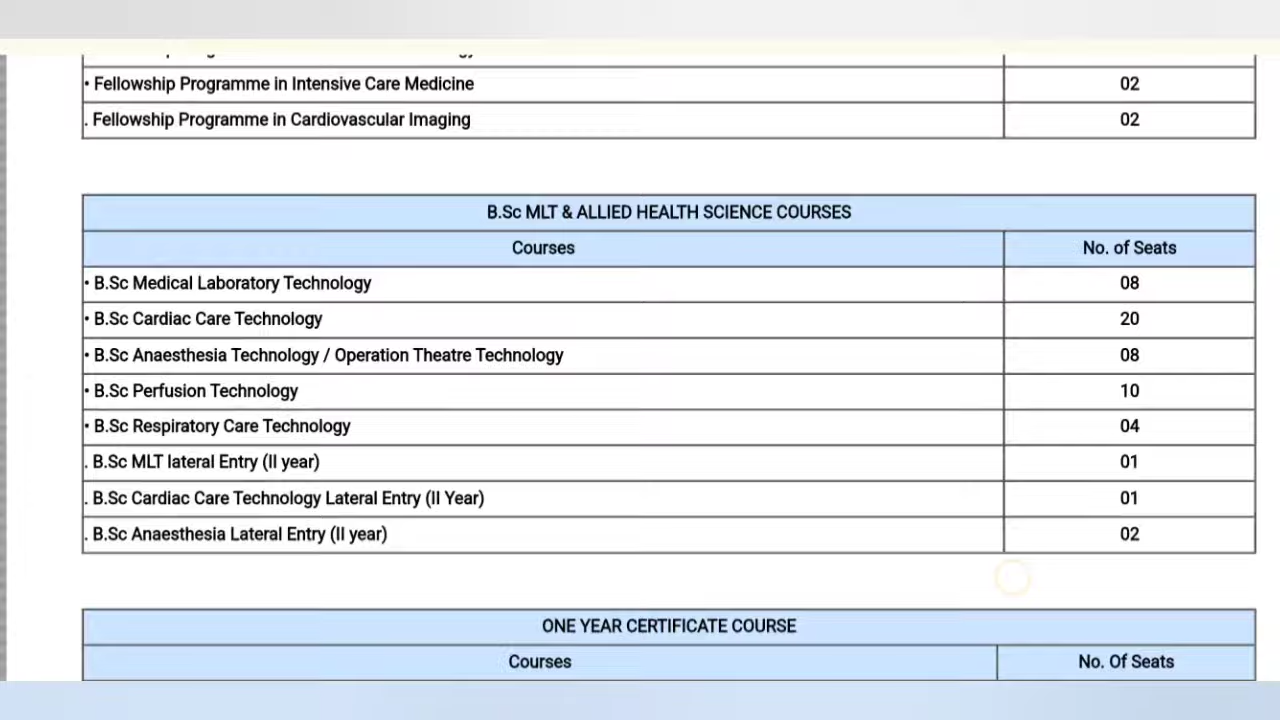 • Fellowship Programme in Intensive Care Medicine 02
. Fellowship Programme in Cardiovascular Imaging 02
B.Sc MLT & ALLIED HEALTH SCIENCE COURSES
Courses No. of Seats
• B.Sc Medical Laboratory Technology 08
• B.Sc Cardiac Care Technology 20
• B.Sc Anaesthesia Technology / Operation Theatre Technology 08
• B.Sc Perfusion Technology 10
• B.Sc Respiratory Care Technology 04
. B.Sc MLT lateral Entry (II year) 01
. B.Sc Cardiac Care Technology Lateral Entry (II Year) 01
. B.Sc Anaesthesia Lateral Entry (II year) 02
ONE YEAR CERTIFICATE COURSE
Courses No. Of Seats